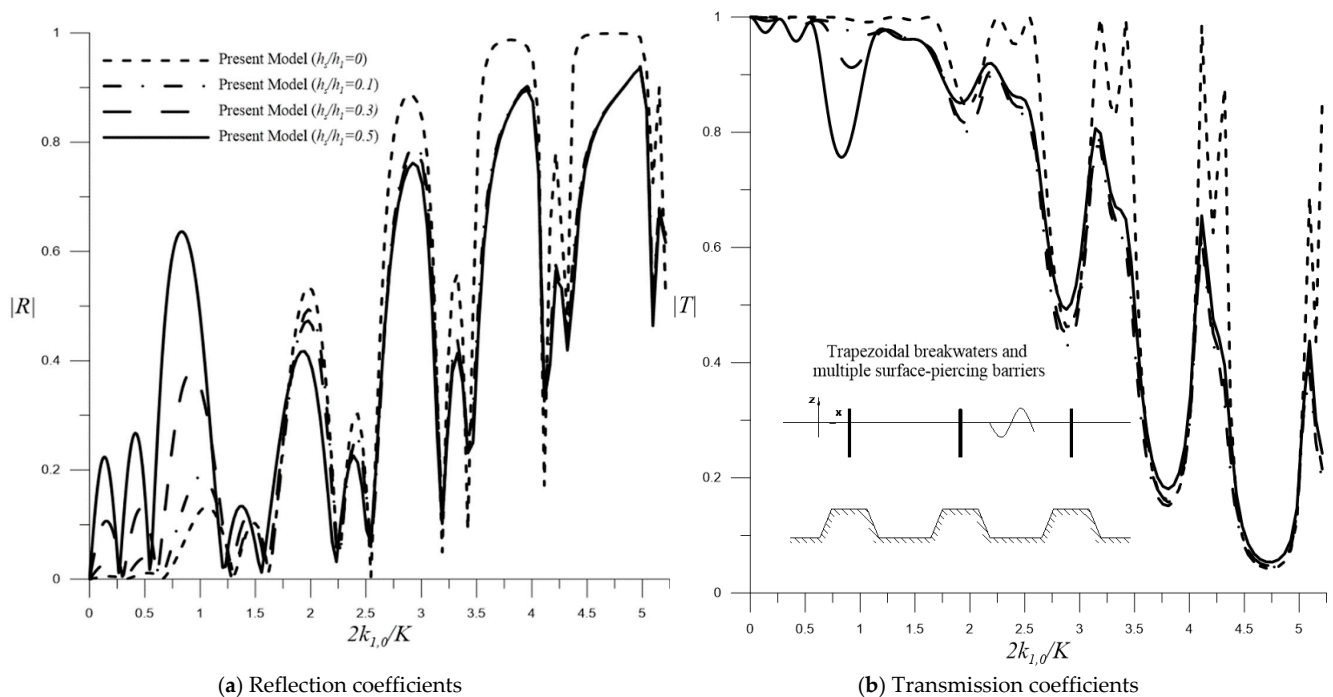 1
0.8
0.6
0.4
0.2
0
|R|
Present Model (hs/h1=0)
Present Model (hs/h1=0.1)
Present Model (hs/h1=0.3)
Present Model (hs/h1=0.5)
0 0.5 1 1.5 2 2.5 3 3.5 4 4.5 5
2k1,0/K
(a) Reflection coefficients
1
0.8
0.6
0.4
0.2
0
|T|
Trapezoidal breakwaters and
multiple surface-piercing barriers
z
x
0 0.5 1 1.5 2 2.5 3 3.5 4 4.5 5
2k1,0/K
(b) Transmission coefficients